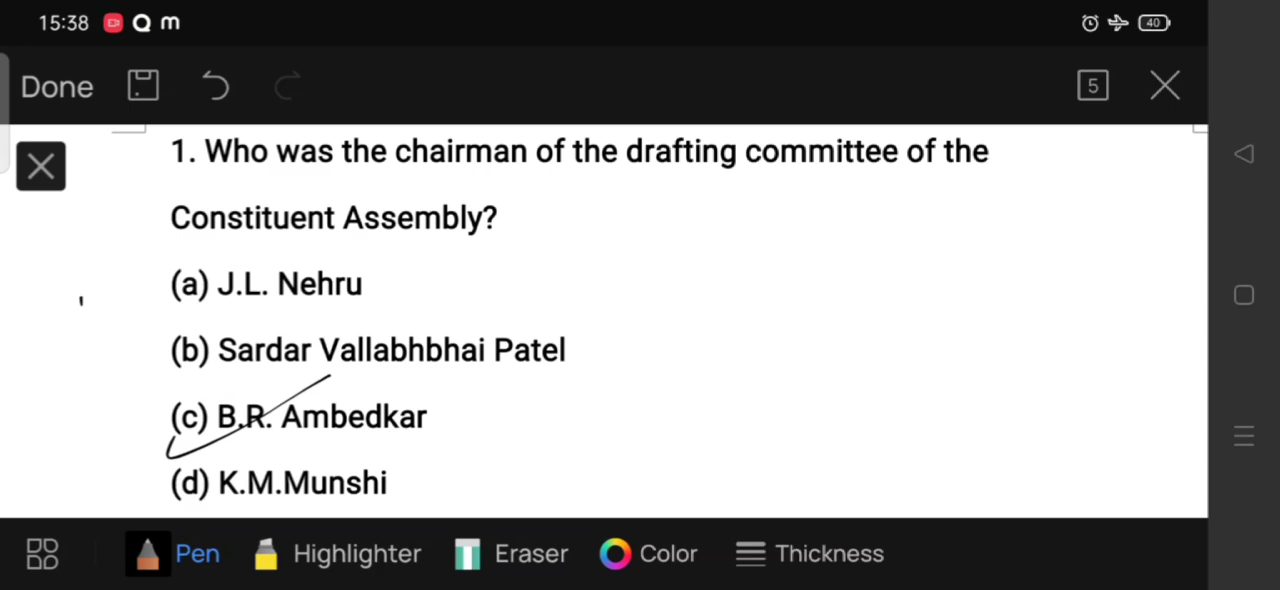 15:38 Q m 40
Done 5
1. Who was the chairman of the drafting committee of the
Constituent Assembly?
(a) J.L. Nehru
(b) Sardar Vallabhbhai Patel
(c) B.R. Ambedkar
(d) K.M.Munshi
Pen Highlighter Eraser Color Thickness